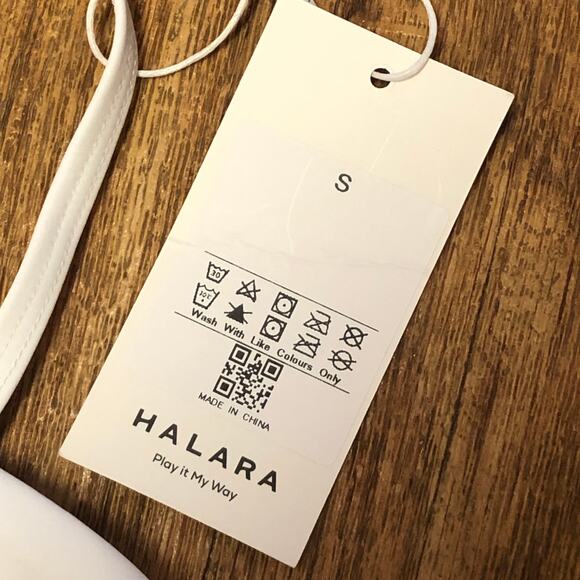 S
30
30°C
Wash With Like Colours Only
MADE IN CHINA
HALARA
Play it My Way